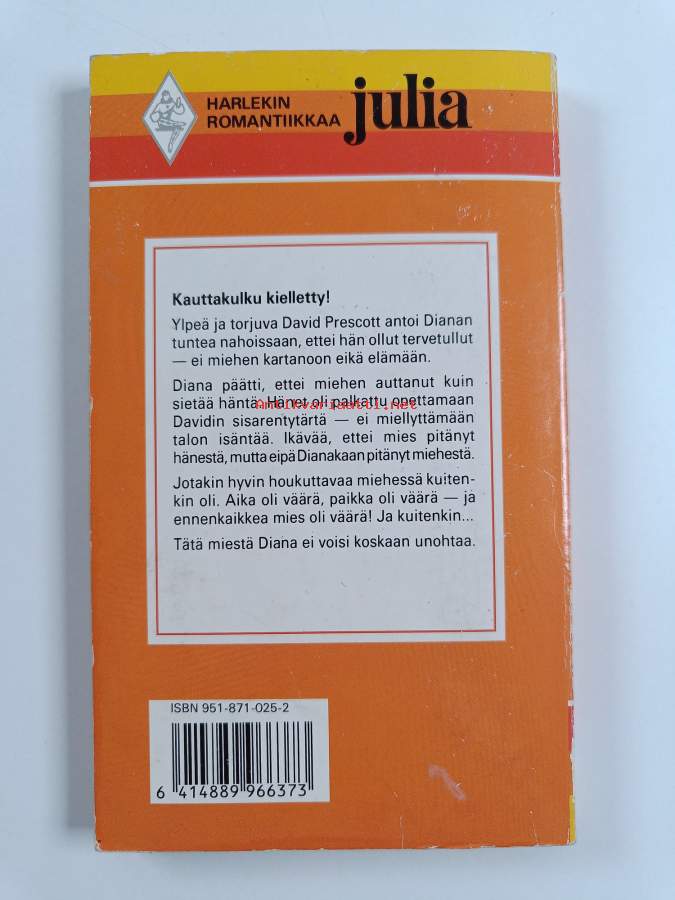 HARLEKIN
ROMANTIIKKAA
julia
Kauttakulku kielletty!
Ylpeä ja torjuva David Prescott antoi Dianan
tuntea nahoissaan, ettei hän ollut tervetullut
— ei miehen kartanoon eikä elämään.
Diana päätti, ettei miehen auttanut kuin
sietää häntä. Hänet oli palkattu opettamaan
Antikvariaatti.net
Davidin sisarentytärtä — ei miellyttämään
talon isäntää. Ikävää, ettei mies pitänyt
hänestä, mutta eipä Dianakaan pitänyt miehestä.
Jotakin hyvin houkuttavaa miehessä kuiten-
kin oli. Aika oli väärä, paikka oli väärä — ja
ennenkaikkea mies oli väärä! Ja kuitenkin...
Tätä miestä Diana ei voisi koskaan unohtaa.
ISBN 951-871-025-2
6 414889 966373